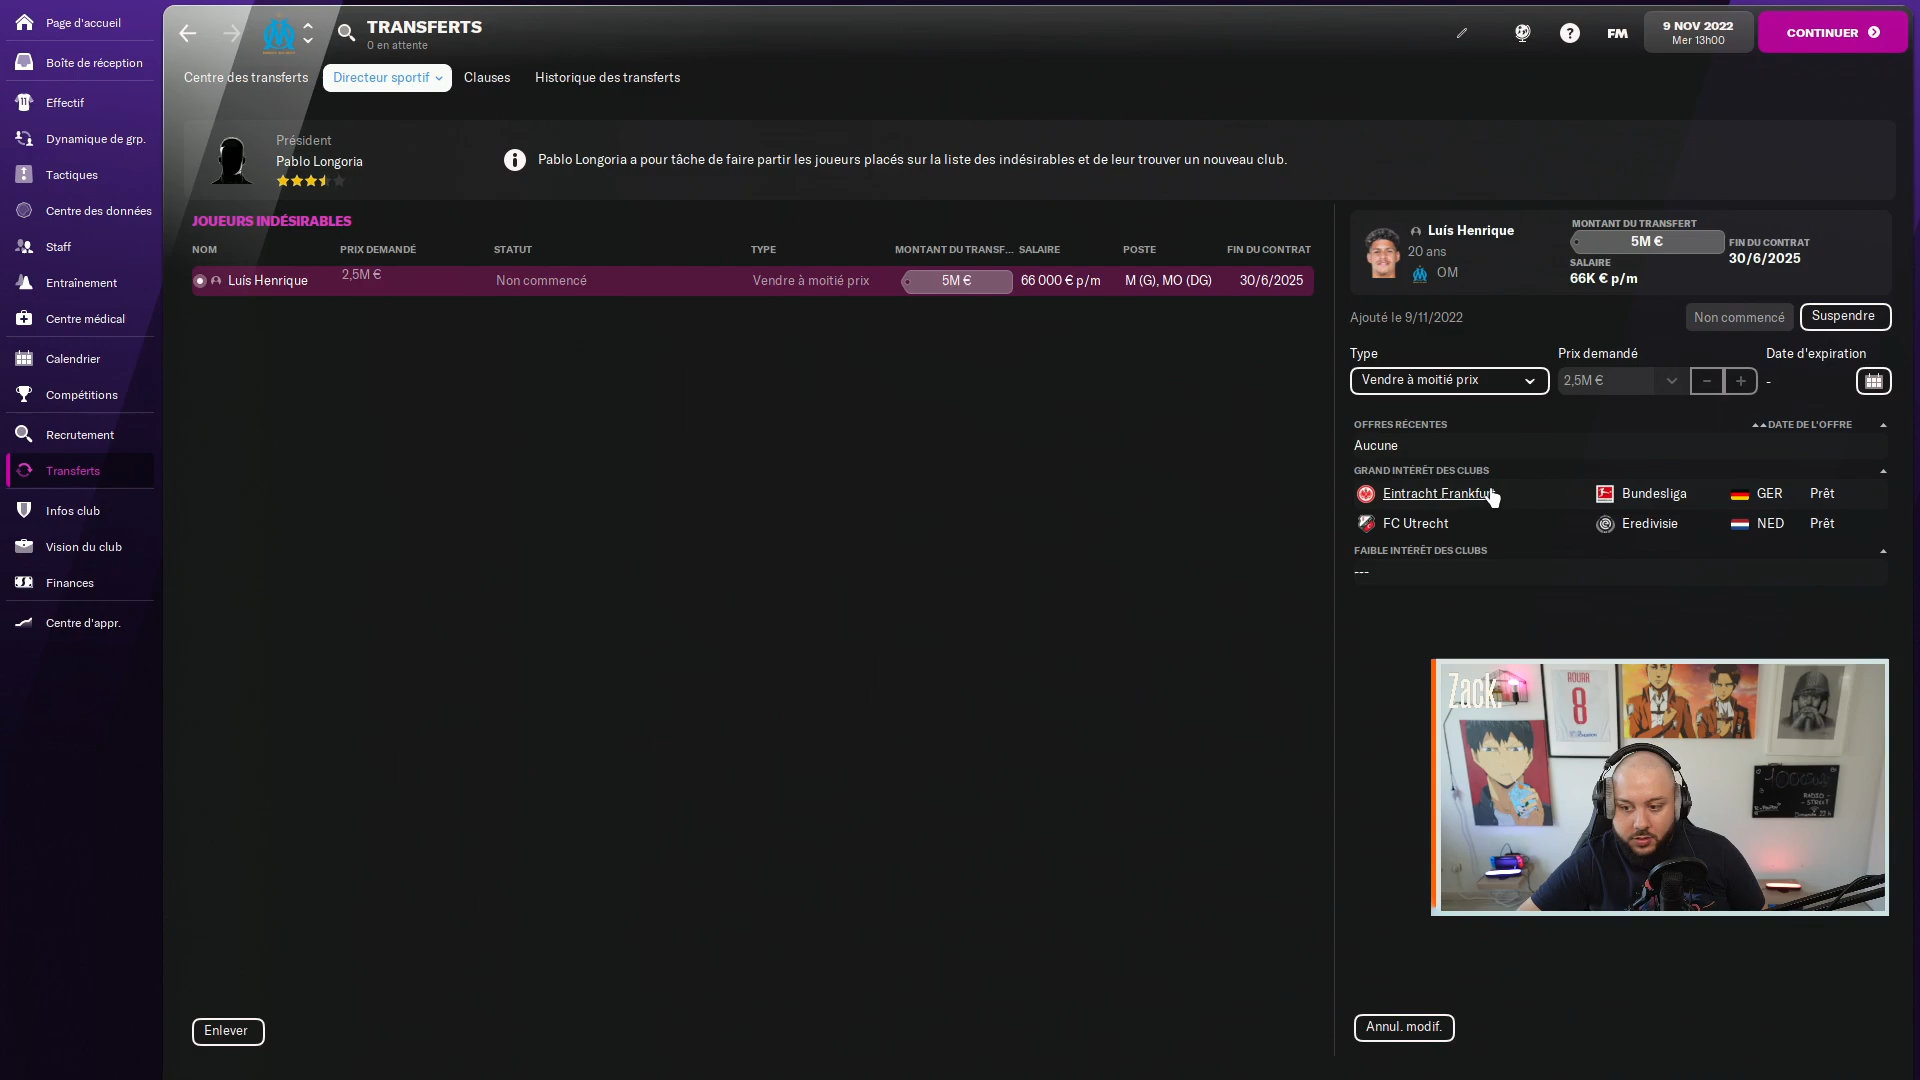 Page d'accueil
Boîte de réception
Effectif
Dynamique de grp.
Tactiques
Centre des données
Staff
Entraînement
Centre médical
Calendrier
Compétitions
Recrutement
Transferts
Infos club
Vision du club
Finances
Centre d'appr.
TRANSFERTS
0 en attente
FM
9 NOV 2022
Mer 13h00
CONTINUER
Centre des transferts
Directeur sportif
Clauses
Historique des transferts
Président
Pablo Longoria
Pablo Longoria a pour tâche de faire partir les joueurs placés sur la liste des indésirables et de leur trouver un nouveau club.
JOUEURS INDÉSIRABLES
NOM PRIX DEMANDÉ STATUT TYPE MONTANT DU TRANSF... SALAIRE POSTE FIN DU CONTRAT
Luís Henrique 2,5M € Non commencé Vendre à moitié prix 5M € 66 000 € p/m M (G), MO (DG) 30/6/2025
Enlever
Luís Henrique
20 ans
OM
MONTANT DU TRANSFERT
5M €
SALAIRE
66K € p/m
FIN DU CONTRAT
30/6/2025
Ajouté le 9/11/2022
Non commencé
Suspendre
Type Prix demandé Date d'expiration
Vendre à moitié prix 2,5M € - + -
OFFRES RÉCENTES DATE DE L'OFFRE
Aucune
GRAND INTÉRÊT DES CLUBS
Eintracht Frankfu Bundesliga GER Prêt
FC Utrecht Eredivisie NED Prêt
FAIBLE INTÉRÊT DES CLUBS
---
Zack.
ROUAR
8
RADIO
STREET
Annul. modif.